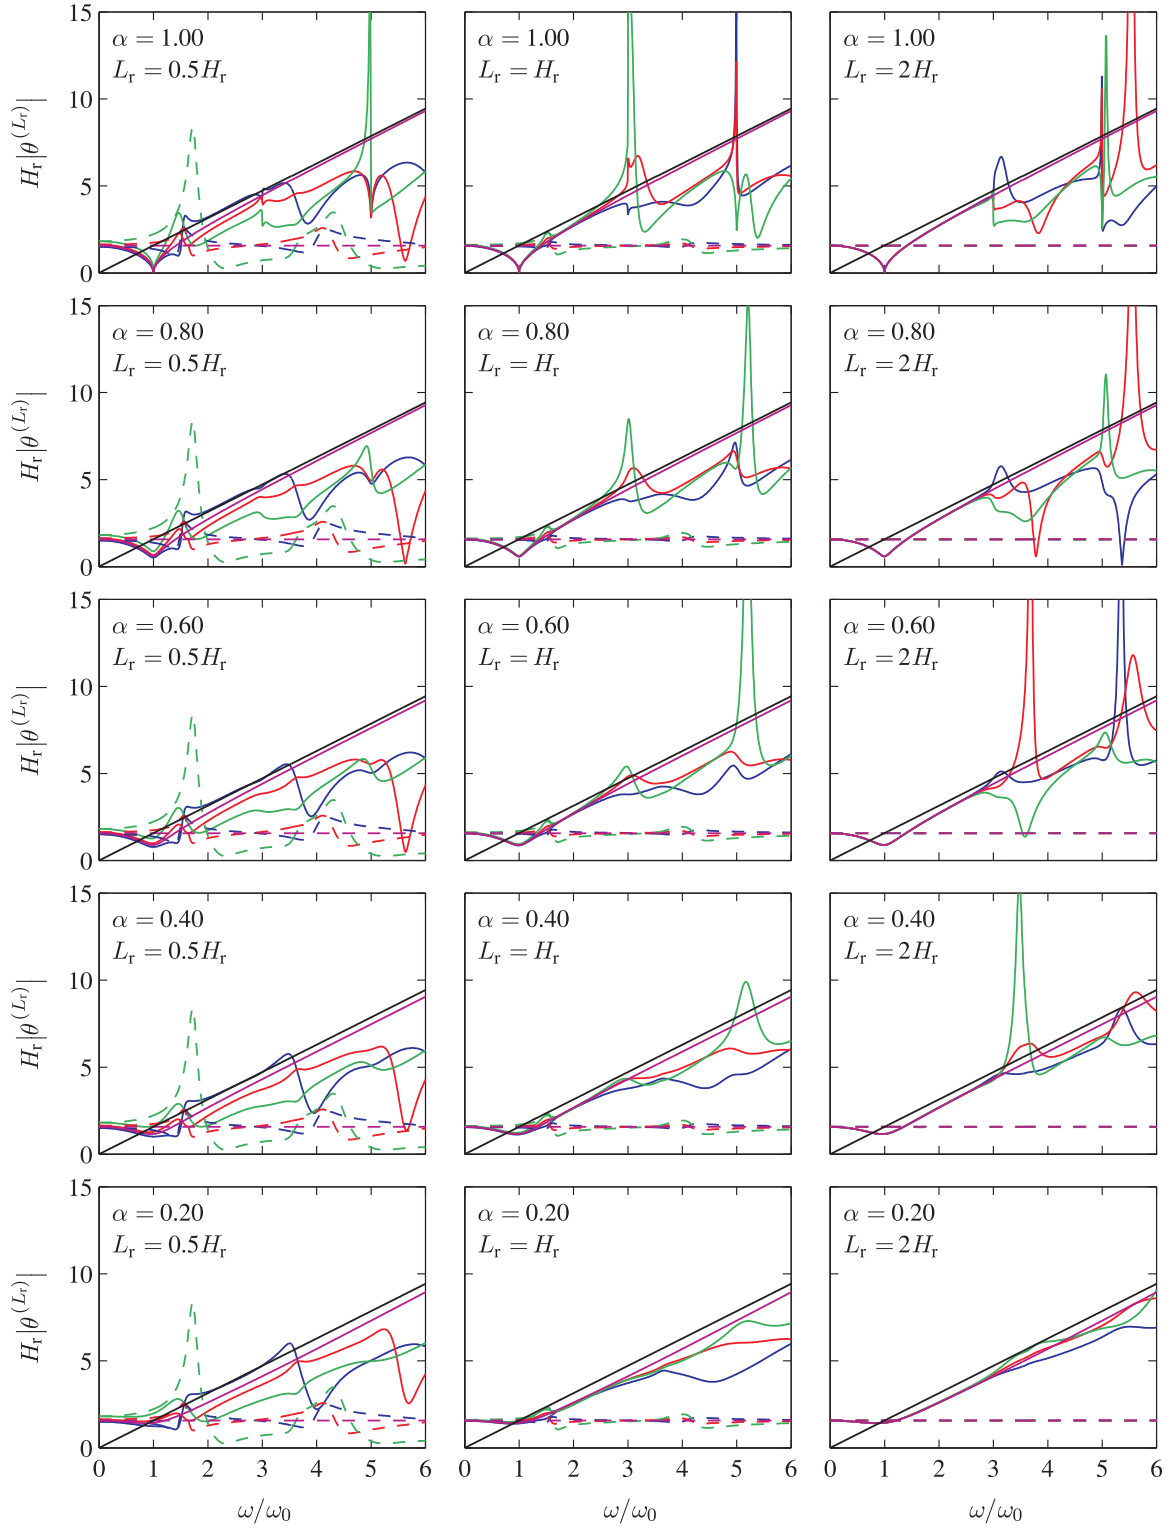 15
10
5
0
H_r|θ^(L_r)|
α = 1.00
L_r = 0.5H_r
α = 1.00
L_r = H_r
α = 1.00
L_r = 2H_r
15
10
5
0
H_r|θ^(L_r)|
α = 0.80
L_r = 0.5H_r
α = 0.80
L_r = H_r
α = 0.80
L_r = 2H_r
15
10
5
0
H_r|θ^(L_r)|
α = 0.60
L_r = 0.5H_r
α = 0.60
L_r = H_r
α = 0.60
L_r = 2H_r
15
10
5
0
H_r|θ^(L_r)|
α = 0.40
L_r = 0.5H_r
α = 0.40
L_r = H_r
α = 0.40
L_r = 2H_r
15
10
5
0
H_r|θ^(L_r)|
α = 0.20
L_r = 0.5H_r
α = 0.20
L_r = H_r
α = 0.20
L_r = 2H_r
0 1 2 3 4 5 6
0 1 2 3 4 5 6
0 1 2 3 4 5 6
ω/ω_0
ω/ω_0
ω/ω_0